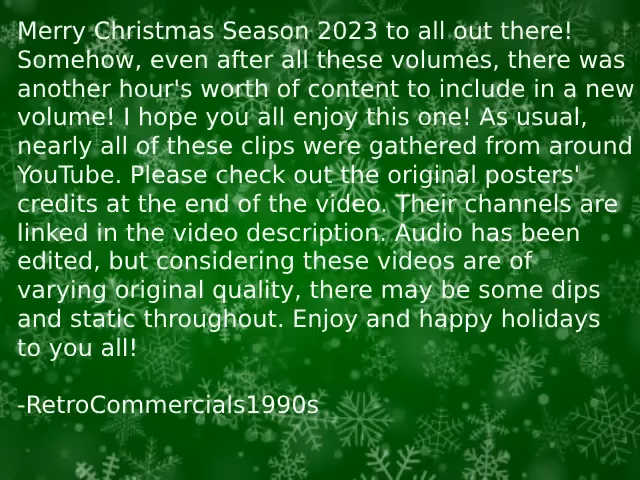 Merry Christmas Season 2023 to all out there!
Somehow, even after all these volumes, there was
another hour's worth of content to include in a new
volume! I hope you all enjoy this one! As usual,
nearly all of these clips were gathered from around
YouTube. Please check out the original posters'
credits at the end of the video. Their channels are
linked in the video description. Audio has been
edited, but considering these videos are of
varying original quality, there may be some dips
and static throughout. Enjoy and happy holidays
to you all!
-RetroCommercials1990s